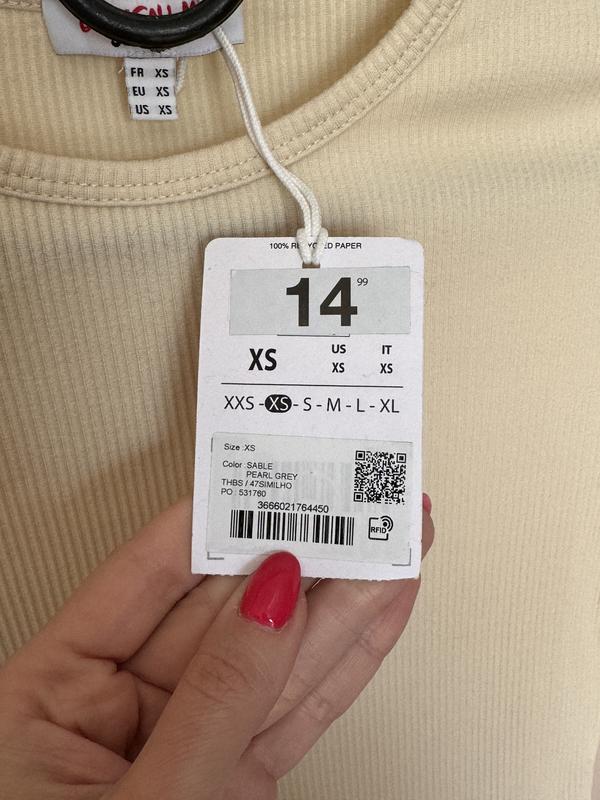 FR XS
EU XS
US XS
100% RECYCLED PAPER
14 99
XS US XS IT XS
XXS - XS - S - M - L - XL
Size :XS
Color :SABLE
PEARL GREY
THBS / 47SIMILHO
PO : 531760
3666021764450
RFID